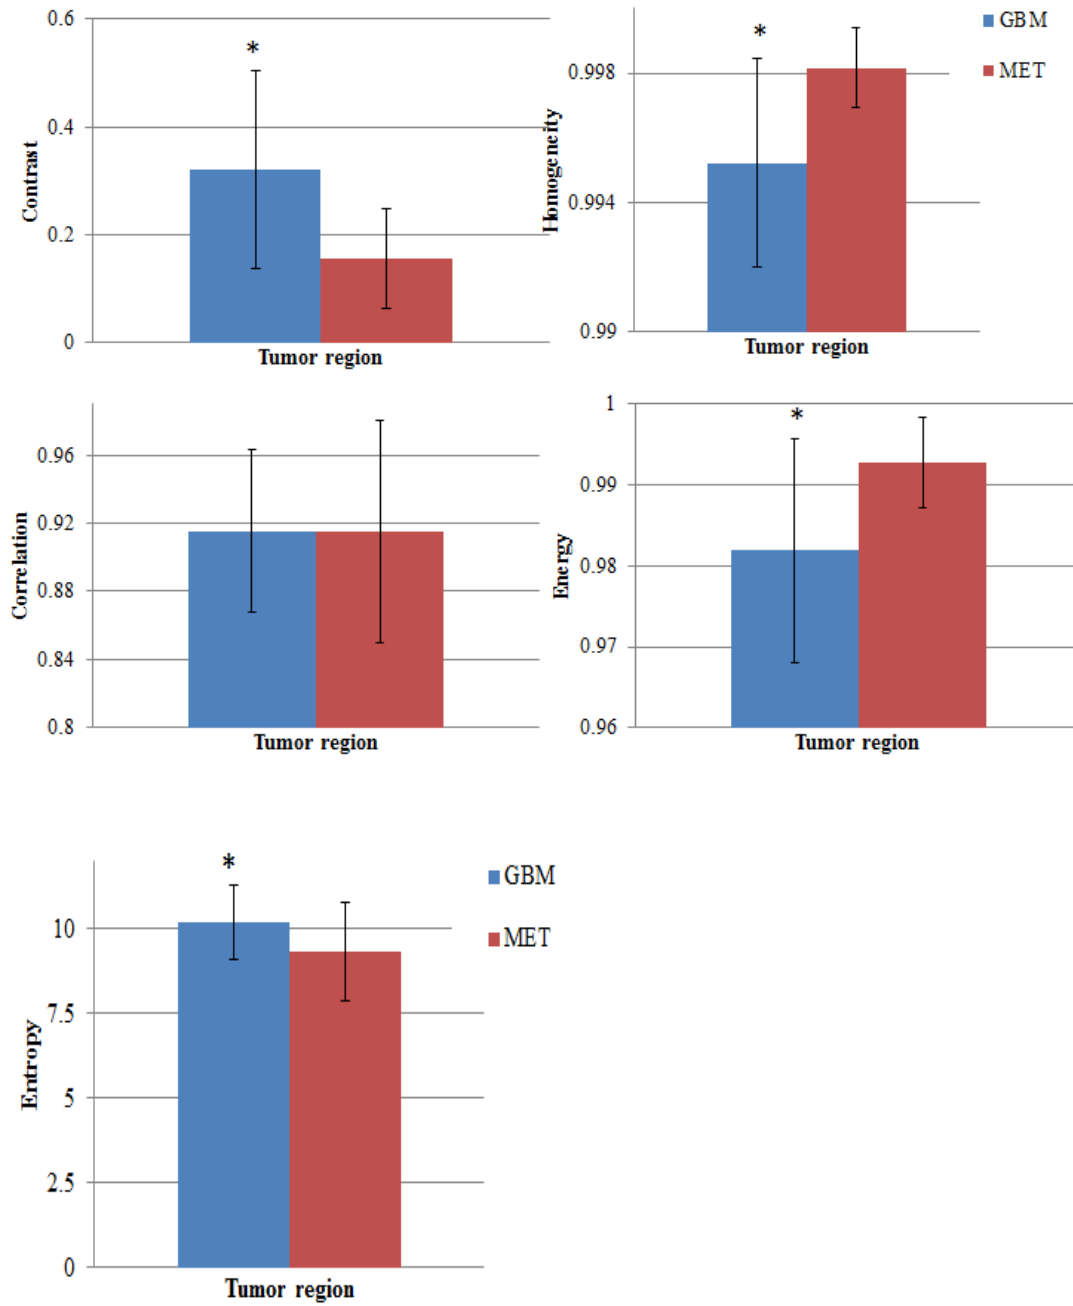 0.6
*
0.4
0.2
0
Contrast
Tumor region
GBM
MET
*
0.998
0.994
0.99
Homogeneity
Tumor region
0.96
0.92
0.88
0.84
0.8
Correlation
Tumor region
1
*
0.99
0.98
0.97
0.96
Energy
Tumor region
*
GBM
MET
10
7.5
5
2.5
0
Entropy
Tumor region